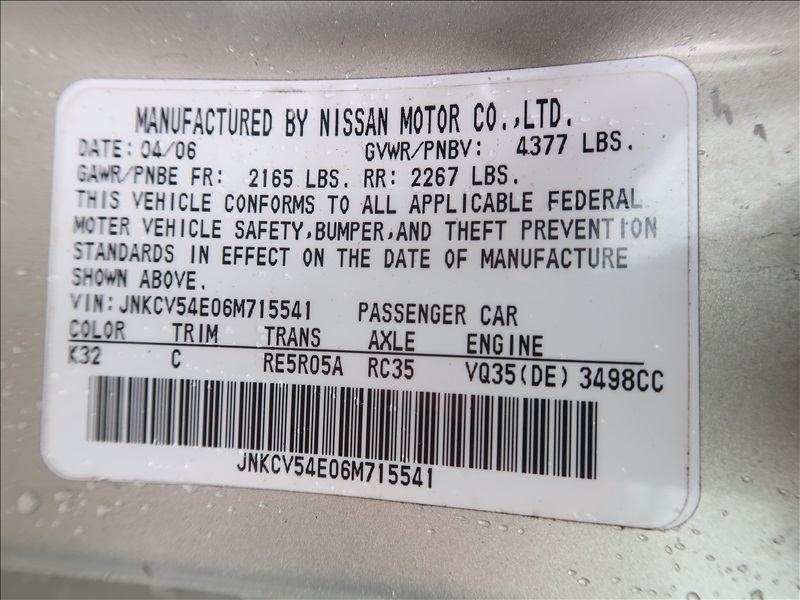 MANUFACTURED BY NISSAN MOTOR CO.,LTD.
DATE: 04/06 GVWR/PNBV: 4377 LBS.
GAWR/PNBE FR: 2165 LBS. RR: 2267 LBS.
THIS VEHICLE CONFORMS TO ALL APPLICABLE FEDERAL
MOTER VEHICLE SAFETY,BUMPER,AND THEFT PREVENTION
STANDARDS IN EFFECT ON THE DATE OF MANUFACTURE
SHOWN ABOVE.
VIN:JNKCV54E06M715541 PASSENGER CAR
COLOR TRIM TRANS AXLE ENGINE
K32 C RE5R05A RC35 VQ35(DE) 3498CC
JNKCV54E06M715541